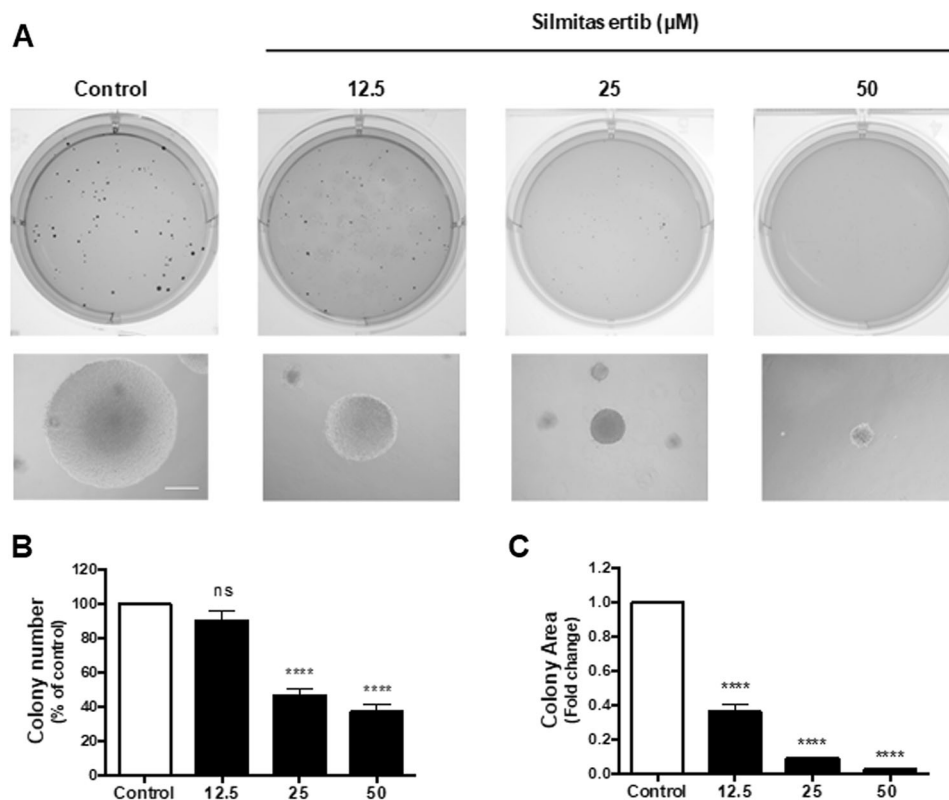 A
Silmitasertib (µM)
Control 12.5 25 50
B
Colony number
(% of control)
120
100
80
60
40
20
0
ns
****
****
Control 12.5 25 50
C
Colony Area
(Fold change)
1.2
1.0
0.8
0.6
0.4
0.2
0.0
****
****
****
Control 12.5 25 50